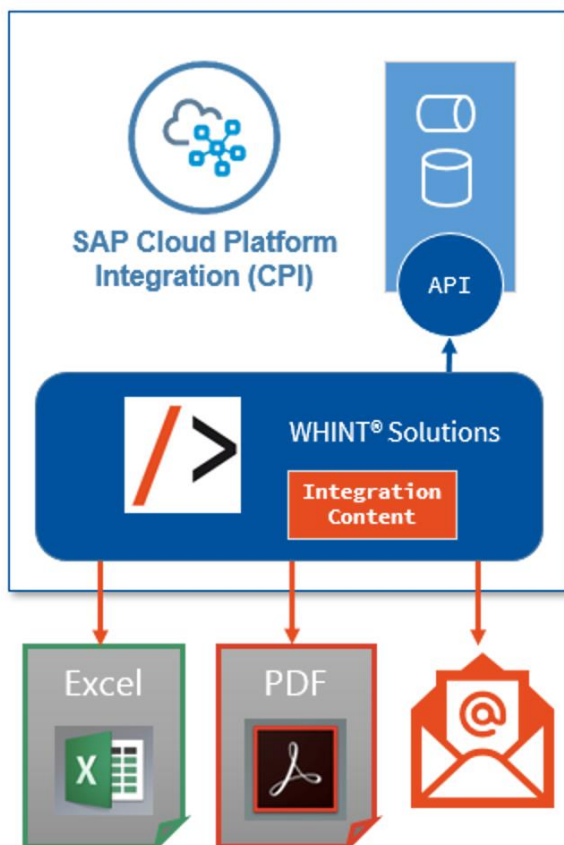 SAP Cloud Platform
Integration (CPI)
API
/>
WHINT® Solutions
Integration
Content
Excel
PDF
X
@